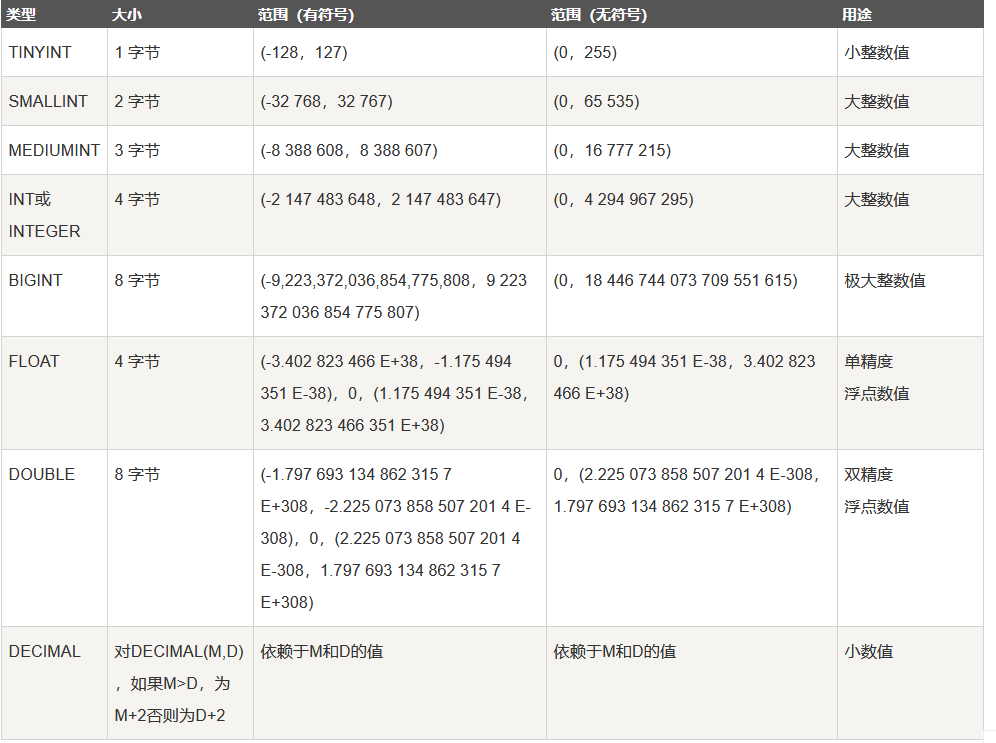 类型 大小 范围（有符号） 范围（无符号） 用途
TINYINT 1 字节 (-128，127) (0，255) 小整数值
SMALLINT 2 字节 (-32 768，32 767) (0，65 535) 大整数值
MEDIUMINT 3 字节 (-8 388 608，8 388 607) (0，16 777 215) 大整数值
INT或 4 字节 (-2 147 483 648，2 147 483 647) (0，4 294 967 295) 大整数值
INTEGER
BIGINT 8 字节 (-9,223,372,036,854,775,808，9 223 (0，18 446 744 073 709 551 615) 极大整数值
372 036 854 775 807)
FLOAT 4 字节 (-3.402 823 466 E+38，-1.175 494 0，(1.175 494 351 E-38，3.402 823 单精度
351 E-38)，0，(1.175 494 351 E-38， 466 E+38) 浮点数值
3.402 823 466 351 E+38)
DOUBLE 8 字节 (-1.797 693 134 862 315 7 0，(2.225 073 858 507 201 4 E-308， 双精度
E+308，-2.225 073 858 507 201 4 E- 1.797 693 134 862 315 7 E+308) 浮点数值
308)，0，(2.225 073 858 507 201 4
E-308，1.797 693 134 862 315 7
E+308)
DECIMAL 对DECIMAL(M,D) 依赖于M和D的值 依赖于M和D的值 小数值
，如果M>D，为
M+2否则为D+2